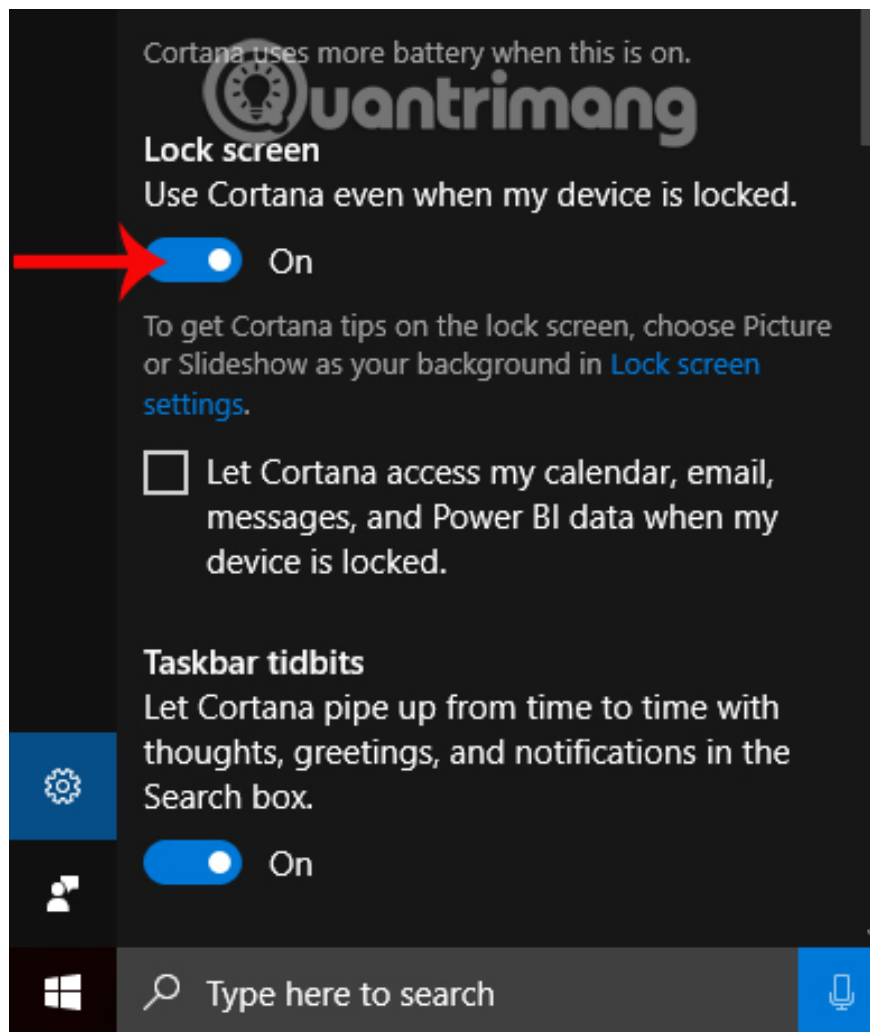 Cortana uses more battery when this is on.
Quantrimang
Lock screen
Use Cortana even when my device is locked.
On
To get Cortana tips on the lock screen, choose Picture
or Slideshow as your background in Lock screen
settings.
Let Cortana access my calendar, email,
messages, and Power BI data when my
device is locked.
Taskbar tidbits
Let Cortana pipe up from time to time with
thoughts, greetings, and notifications in the
Search box.
On
Type here to search